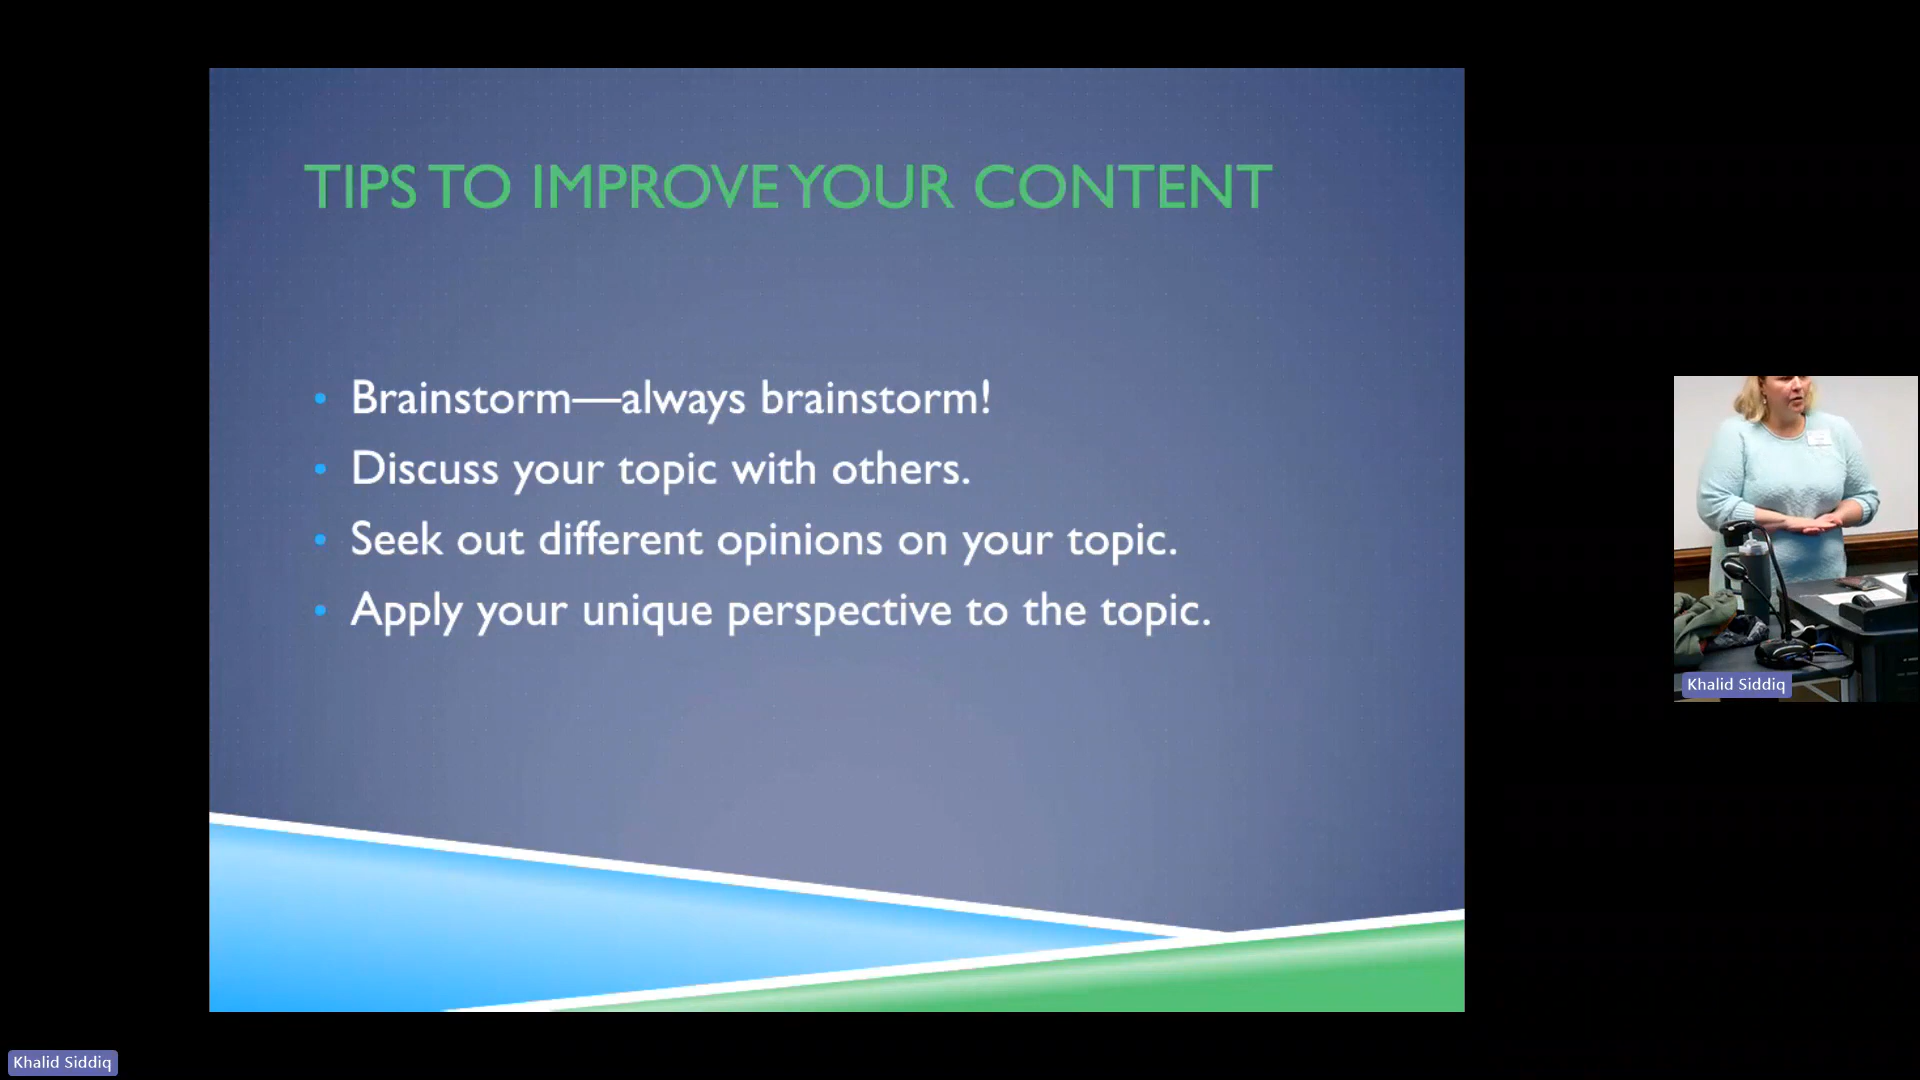 TIPS TO IMPROVE YOUR CONTENT
• Brainstorm—always brainstorm!
• Discuss your topic with others.
• Seek out different opinions on your topic.
• Apply your unique perspective to the topic.
Khalid Siddiq
Khalid Siddiq